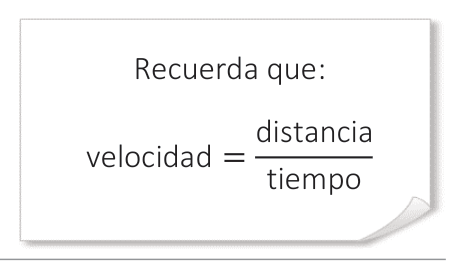 Recuerda que:
velocidad = distancia
tiempo